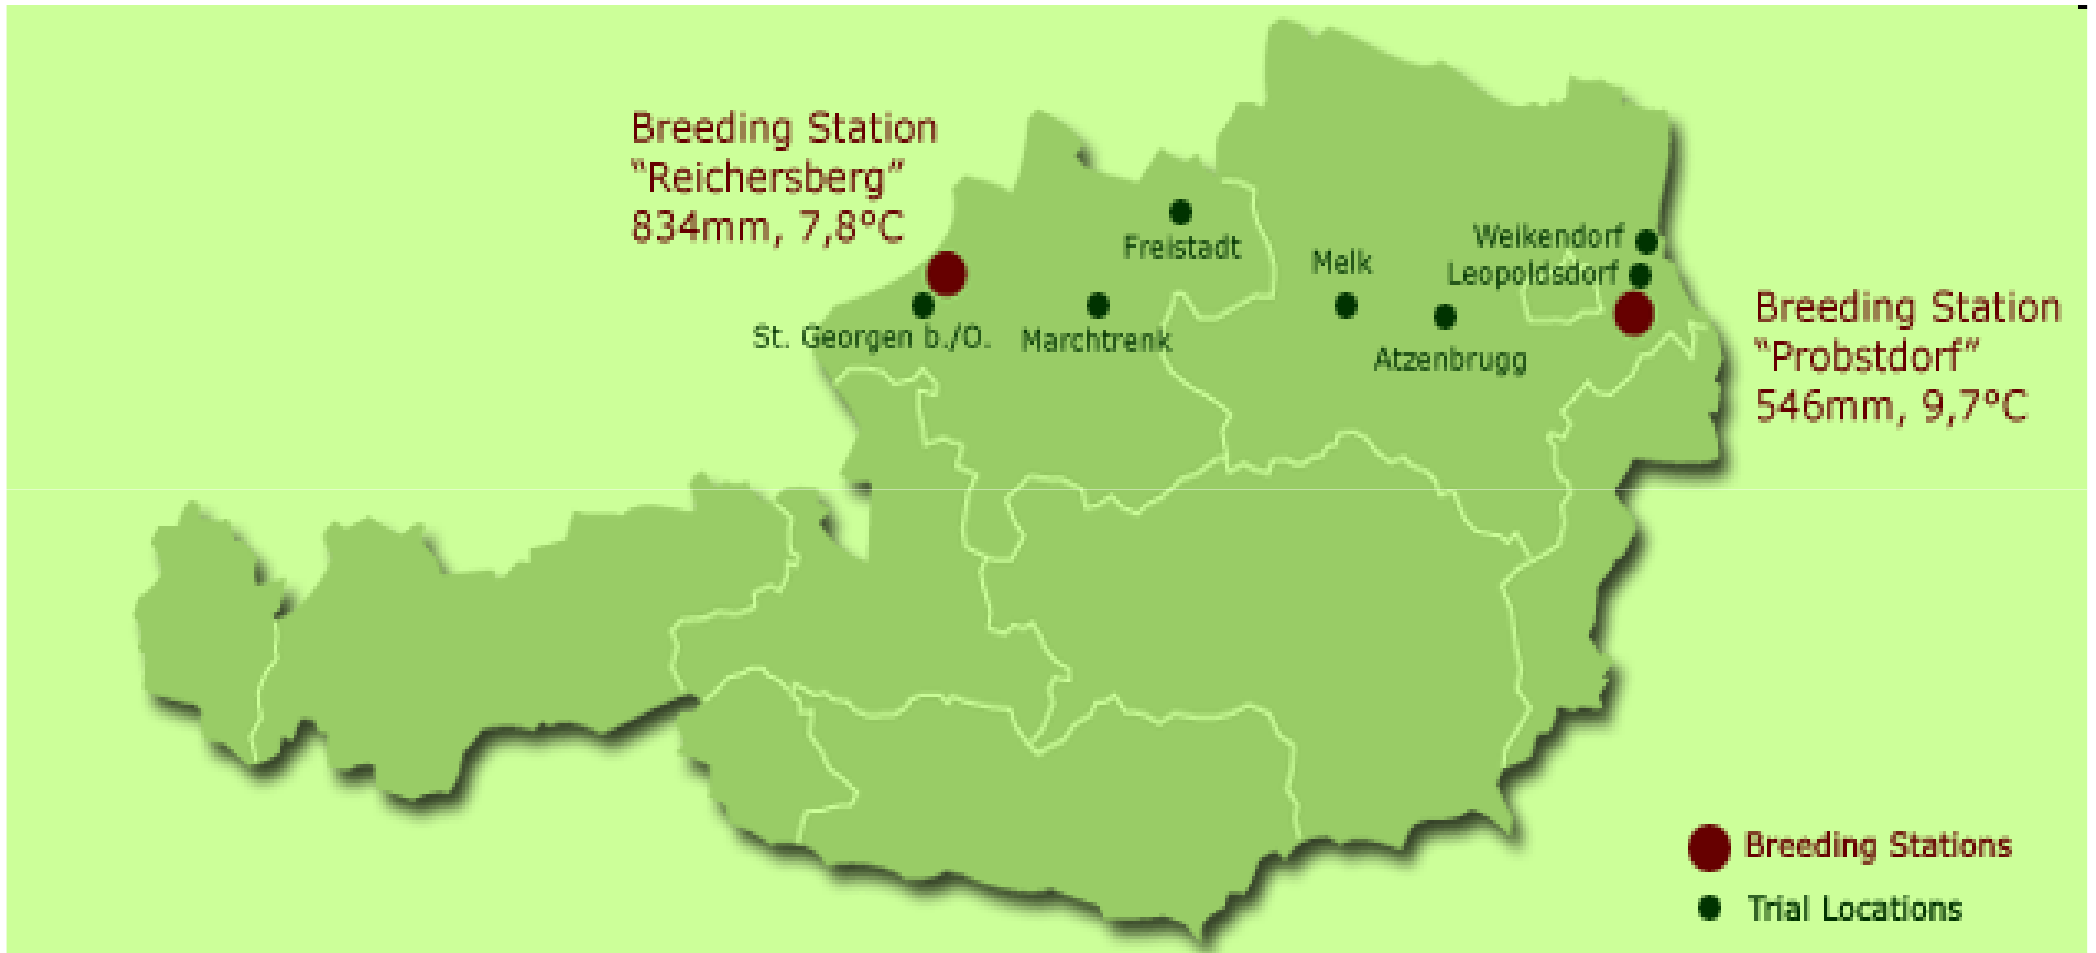 Breeding Station
“Reichersberg”
834mm, 7,8°C
Freistadt
Melk
Weikendorf
Leopoldsdorf
St. Georgen b./O.
Marchtrenk
Atzenbrugg
Breeding Station
“Probstdorf”
546mm, 9,7°C
Breeding Stations
Trial Locations